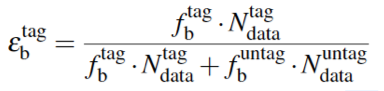 ε_b^tag = (f_b^tag · N_data^tag) / (f_b^tag · N_data^tag + f_b^untag · N_data^untag)